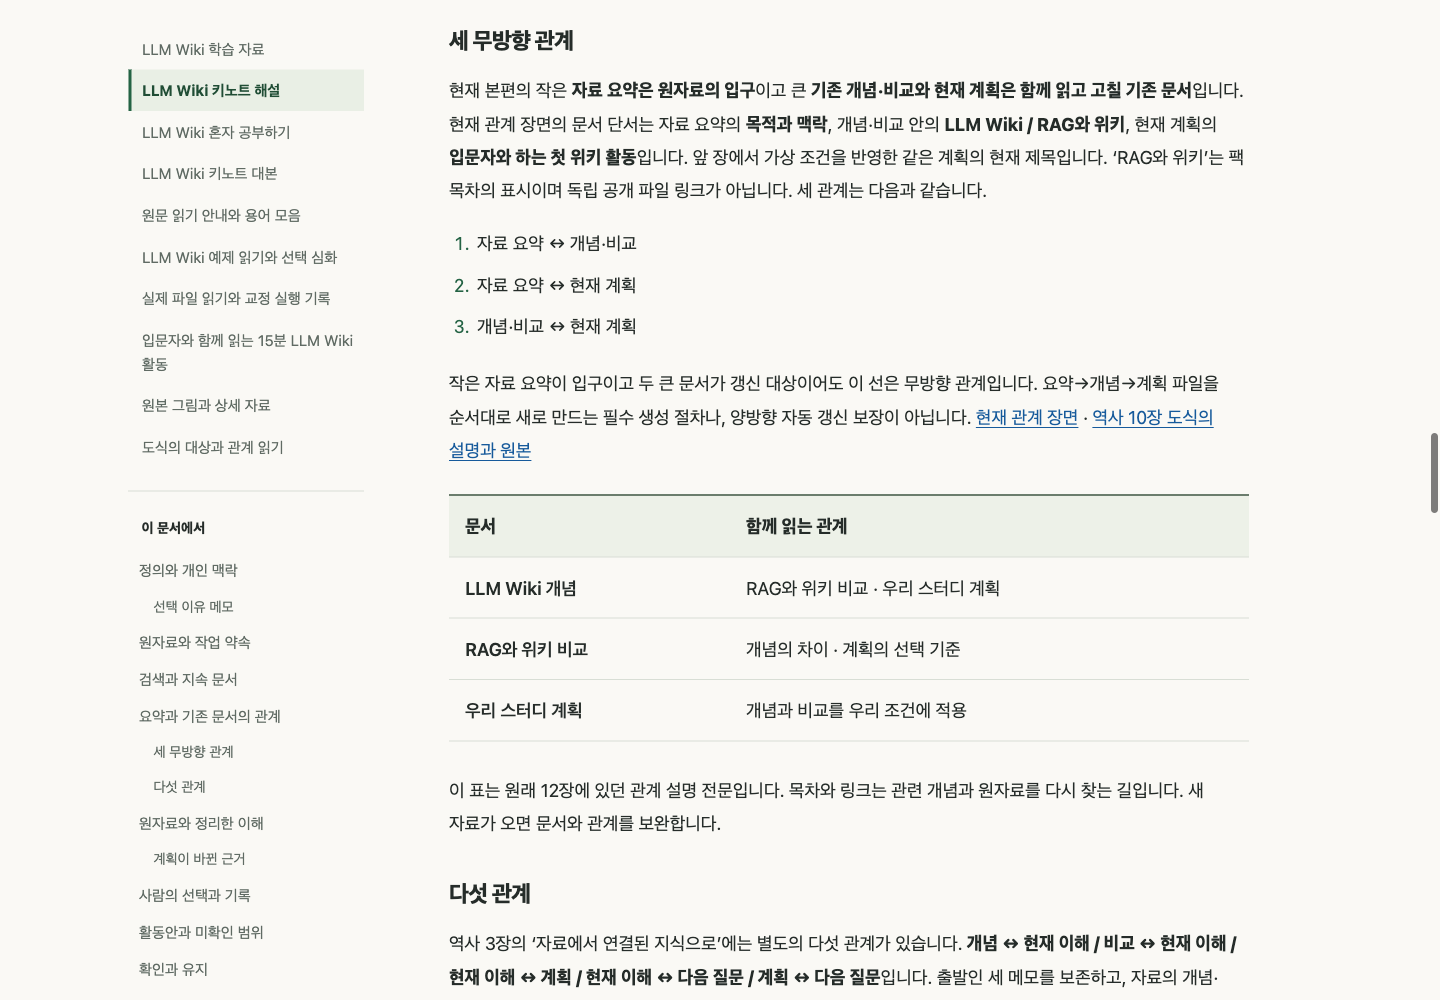 LLM Wiki 학습 자료
LLM Wiki 키노트 해설
LLM Wiki 혼자 공부하기
LLM Wiki 키노트 대본
원문 읽기 안내와 용어 모음
LLM Wiki 예제 읽기와 선택 심화
실제 파일 읽기와 교정 실행 기록
입문자와 함께 읽는 15분 LLM Wiki
활동
원본 그림과 상세 자료
도식의 대상과 관계 읽기
이 문서에서
정의와 개인 맥락
선택 이유 메모
원자료와 작업 약속
검색과 지속 문서
요약과 기존 문서의 관계
세 무방향 관계
다섯 관계
원자료와 정리한 이해
계획이 바뀐 근거
사람의 선택과 기록
활동안과 미확인 범위
확인과 유지
세 무방향 관계
현재 본편의 작은 자료 요약은 원자료의 입구이고 큰 기존 개념·비교와 현재 계획은 함께 읽고 고칠 기존 문서입니다.
현재 관계 장면의 문서 단서는 자료 요약의 목적과 맥락, 개념·비교 안의 LLM Wiki / RAG와 위키, 현재 계획의
입문자와 하는 첫 위키 활동입니다. 앞 장에서 가상 조건을 반영한 같은 계획의 현재 제목입니다. ‘RAG와 위키’는 팩
목차의 표시이며 독립 공개 파일 링크가 아닙니다. 세 관계는 다음과 같습니다.
1. 자료 요약 ↔ 개념·비교
2. 자료 요약 ↔ 현재 계획
3. 개념·비교 ↔ 현재 계획
작은 자료 요약이 입구이고 두 큰 문서가 갱신 대상이어도 이 선은 무방향 관계입니다. 요약→개념→계획 파일을
순서대로 새로 만드는 필수 생성 절차나, 양방향 자동 갱신 보장이 아닙니다. 현재 관계 장면 · 역사 10장 도식의
설명과 원본
문서 함께 읽는 관계
LLM Wiki 개념 RAG와 위키 비교 · 우리 스터디 계획
RAG와 위키 비교 개념의 차이 · 계획의 선택 기준
우리 스터디 계획 개념과 비교를 우리 조건에 적용
이 표는 원래 12장에 있던 관계 설명 전문입니다. 목차와 링크는 관련 개념과 원자료를 다시 찾는 길입니다. 새
자료가 오면 문서와 관계를 보완합니다.
다섯 관계
역사 3장의 ‘자료에서 연결된 지식으로’에는 별도의 다섯 관계가 있습니다. 개념 ↔ 현재 이해 / 비교 ↔ 현재 이해 /
현재 이해 ↔ 계획 / 현재 이해 ↔ 다음 질문 / 계획 ↔ 다음 질문입니다. 출발인 세 메모를 보존하고, 자료의 개념·